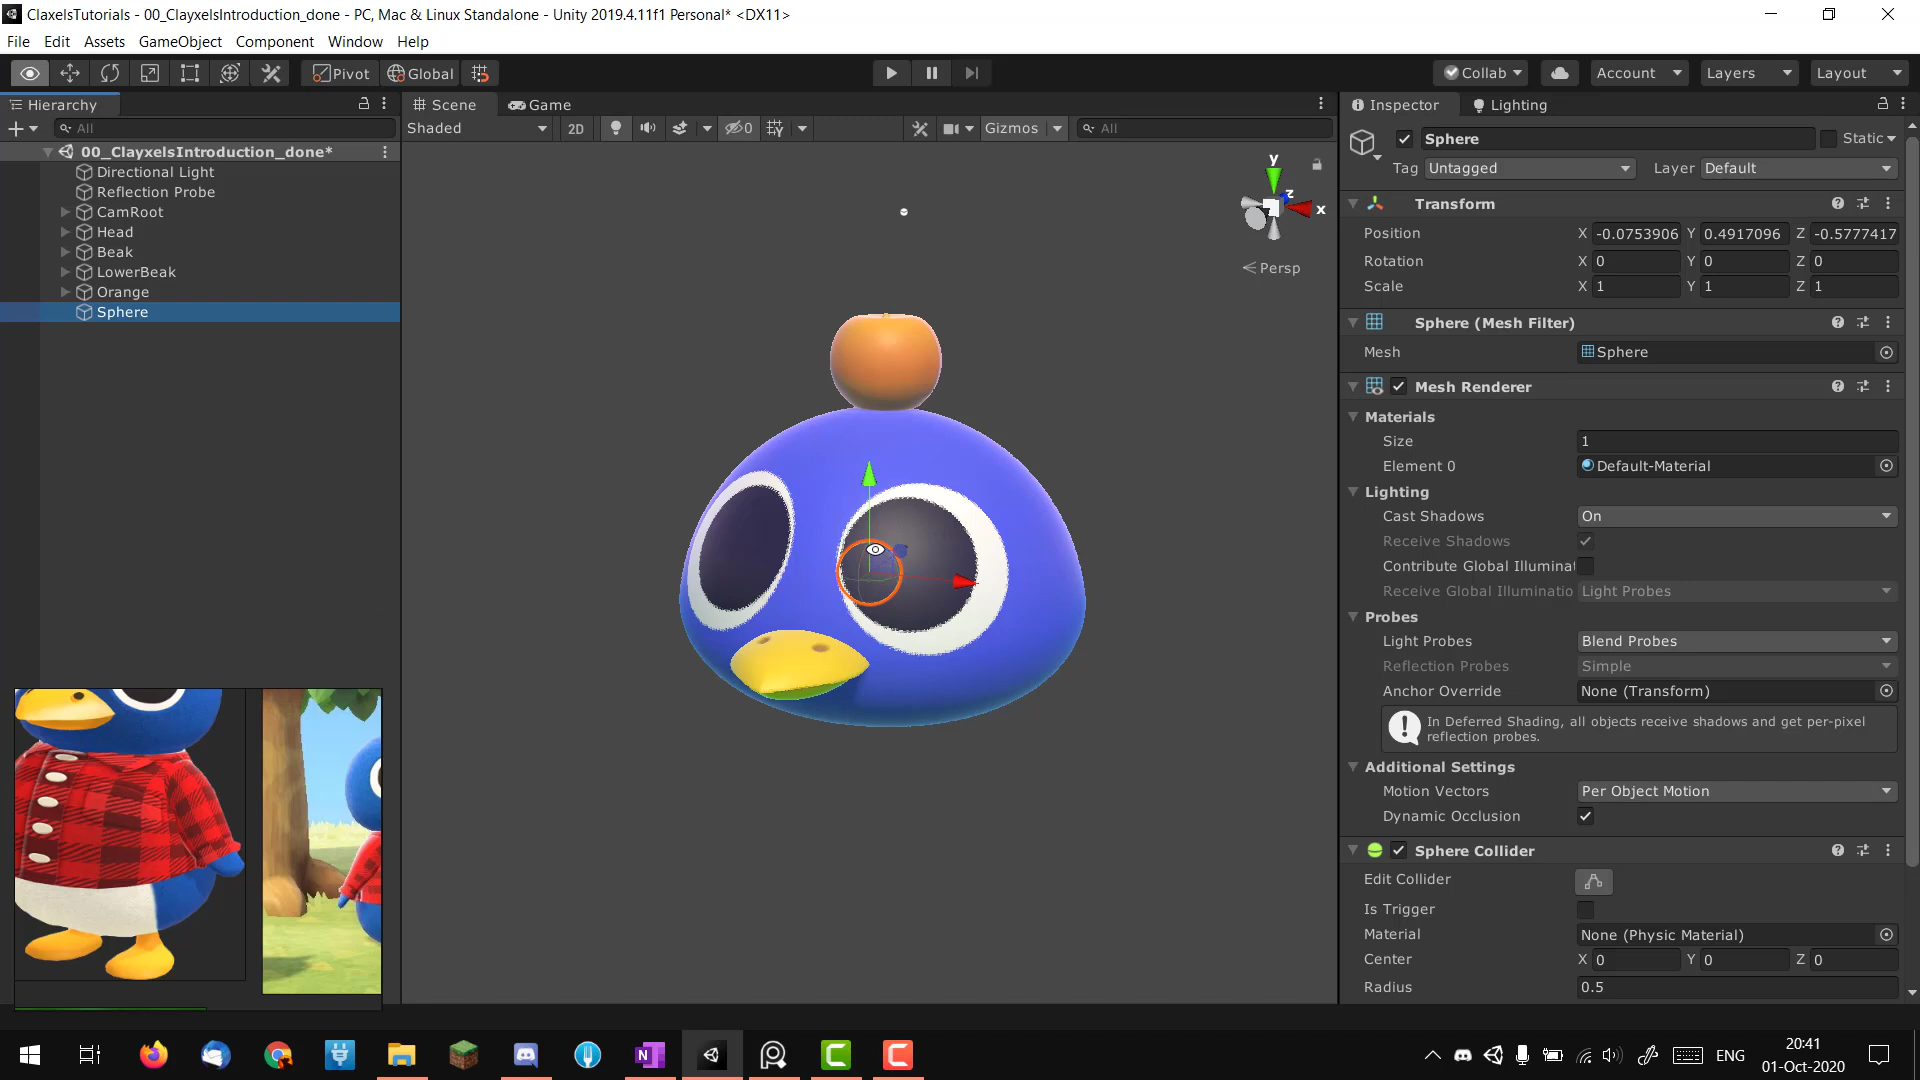 ClaxelsTutorials - 00_ClayxelsIntroduction_done - PC, Mac & Linux Standalone - Unity 2019.4.11f1 Personal* <DX11>
File Edit Assets GameObject Component Window Help
Pivot Global Collab Account Layers Layout
Hierarchy
All
00_ClayxelsIntroduction_done*
Directional Light
Reflection Probe
CamRoot
Head
Beak
LowerBeak
Orange
Sphere
Scene Game
Shaded 2D 0 Gizmos All
y
z
x
Persp
Inspector Lighting
Sphere Static
Tag Untagged Layer Default
Transform
Position X -0.0753906 Y 0.4917096 Z -0.5777417
Rotation X 0 Y 0 Z 0
Scale X 1 Y 1 Z 1
Sphere (Mesh Filter)
Mesh Sphere
Mesh Renderer
Materials
Size 1
Element 0 Default-Material
Lighting
Cast Shadows On
Receive Shadows
Contribute Global Illuminat
Receive Global Illuminatio Light Probes
Probes
Light Probes Blend Probes
Reflection Probes Simple
Anchor Override None (Transform)
In Deferred Shading, all objects receive shadows and get per-pixel
reflection probes.
Additional Settings
Motion Vectors Per Object Motion
Dynamic Occlusion
Sphere Collider
Edit Collider
Is Trigger
Material None (Physic Material)
Center X 0 Y 0 Z 0
Radius 0.5
ENG
20:41
01-Oct-2020